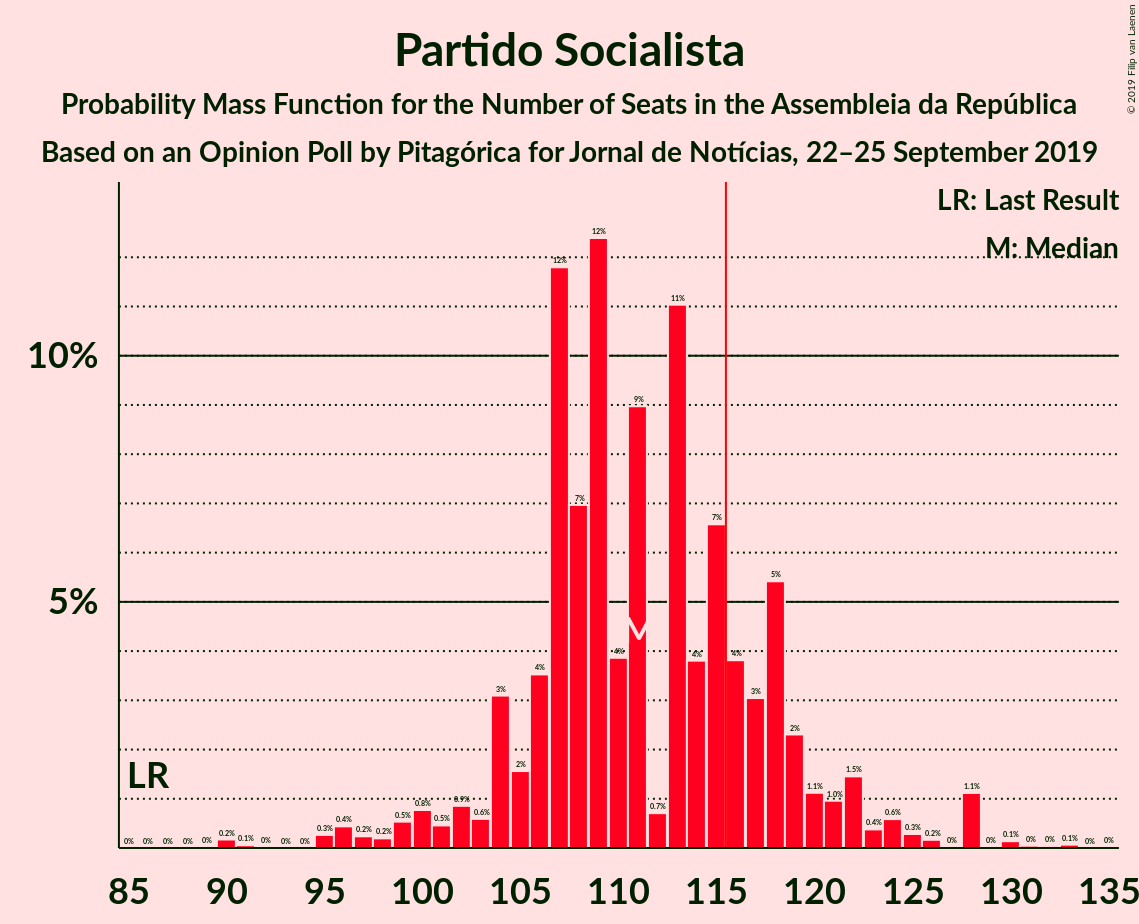 © 2019 Filip van Laenen
Partido Socialista
Probability Mass Function for the Number of Seats in the Assembleia da República
Based on an Opinion Poll by Pitagórica for Jornal de Notícias, 22–25 September 2019
LR: Last Result
M: Median
10%
5%
LR
M
0% 0% 0% 0% 0% 0.2% 0.1% 0% 0% 0% 0.3% 0.4% 0.2% 0.2% 0.5% 0.8% 0.5% 0.9% 0.6% 3% 2% 4% 12% 7% 12% 4% 9% 0.7% 11% 4% 7% 4% 3% 5% 2% 1.1% 1.0% 1.5% 0.4% 0.6% 0.3% 0.2% 0% 1.1% 0% 0.1% 0% 0% 0.1% 0% 0%
85 90 95 100 105 110 115 120 125 130 135